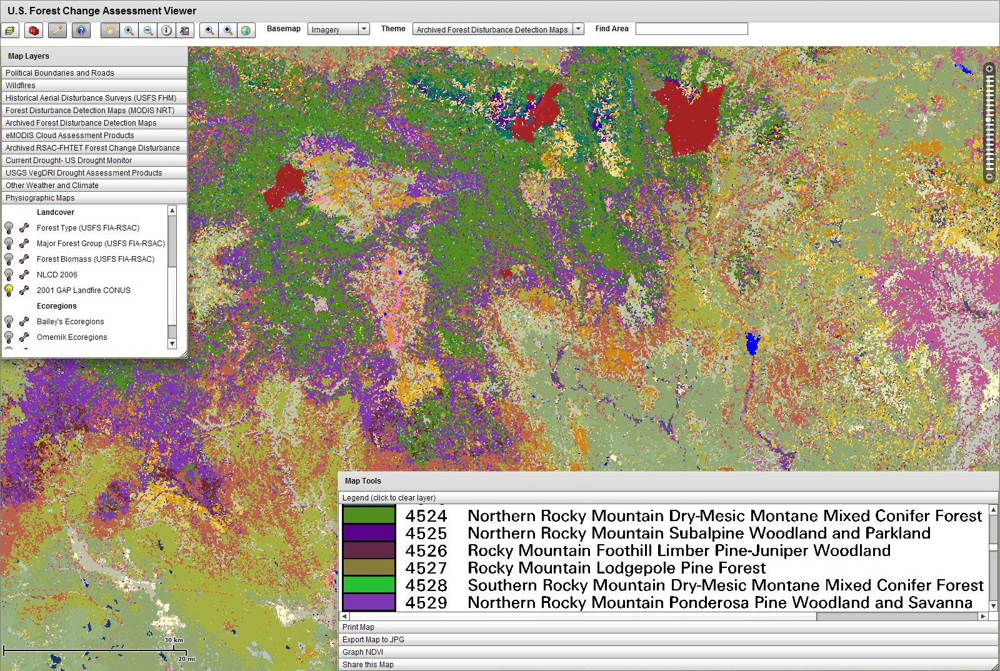 U.S. Forest Change Assessment Viewer
Basemap Imagery Theme Archived Forest Disturbance Detection Maps Find Area
Map Layers
Political Boundaries and Roads
Wildfires
Historical Aerial Disturbance Surveys (USFS FHM)
Forest Disturbance Detection Maps (MODIS NRT)
Archived Forest Disturbance Detection Maps
eMODIS Cloud Assessment Products
Archived RSAC-FHTET Forest Change Disturbance
Current Drought- US Drought Monitor
USGS VegDRI Drought Assessment Products
Other Weather and Climate
Physiographic Maps
Landcover
Forest Type (USFS FIA-RSAC)
Major Forest Group (USFS FIA-RSAC)
Forest Biomass (USFS FIA-RSAC)
NLCD 2006
2001 GAP Landfire CONUS
Ecoregions
Bailey's Ecoregions
Omernik Ecoregions
30 km
20 mi
Map Tools
Legend (click to clear layer)
4524 Northern Rocky Mountain Dry-Mesic Montane Mixed Conifer Forest
4525 Northern Rocky Mountain Subalpine Woodland and Parkland
4526 Rocky Mountain Foothill Limber Pine-Juniper Woodland
4527 Rocky Mountain Lodgepole Pine Forest
4528 Southern Rocky Mountain Dry-Mesic Montane Mixed Conifer Forest
4529 Northern Rocky Mountain Ponderosa Pine Woodland and Savanna
Print Map
Export Map to JPG
Graph NDVI
Share this Map